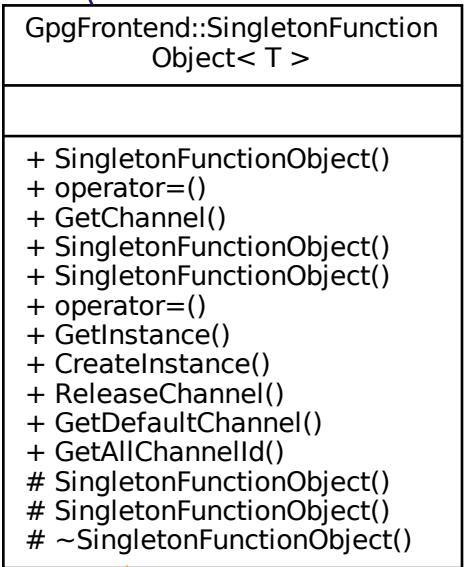 GpgFrontend::SingletonFunction
Object< T >
+ SingletonFunctionObject()
+ operator=()
+ GetChannel()
+ SingletonFunctionObject()
+ SingletonFunctionObject()
+ operator=()
+ GetInstance()
+ CreateInstance()
+ ReleaseChannel()
+ GetDefaultChannel()
+ GetAllChannelId()
# SingletonFunctionObject()
# SingletonFunctionObject()
# ~SingletonFunctionObject()